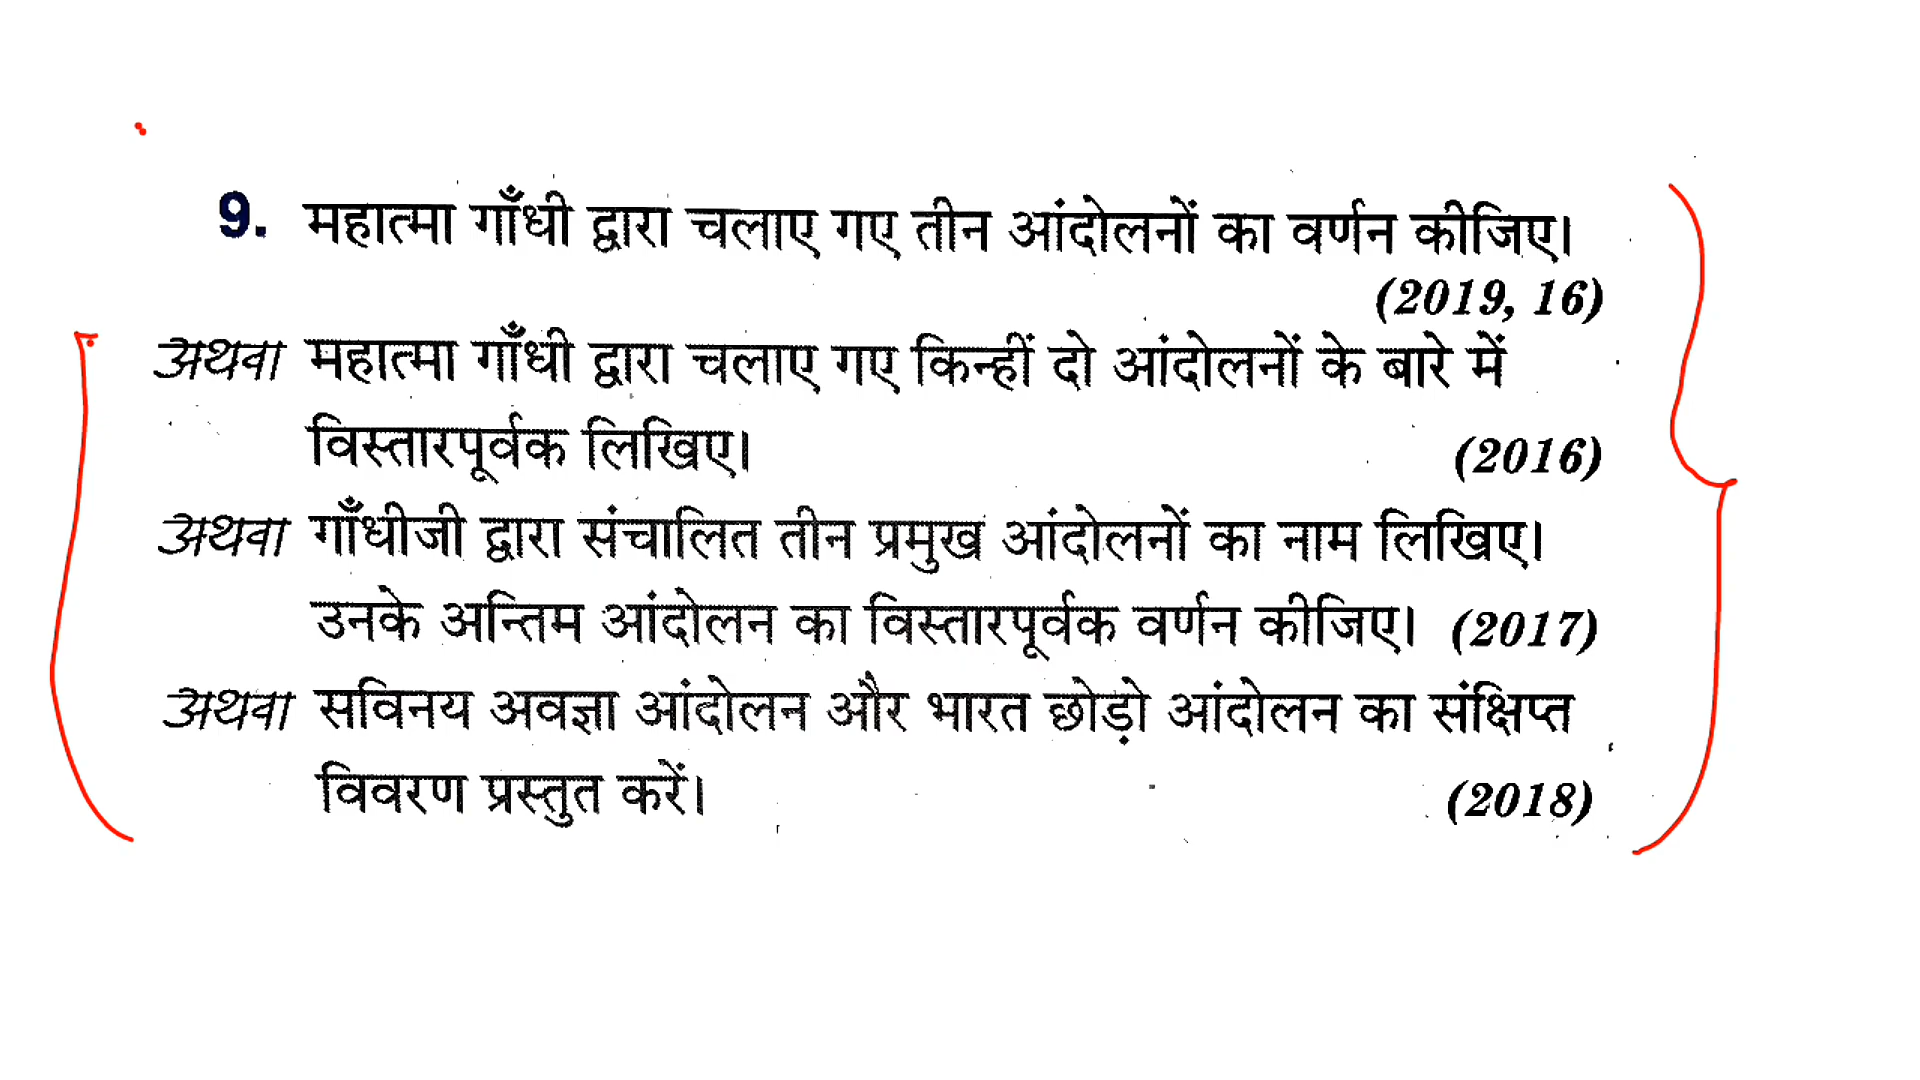 9. महात्मा गाँधी द्वारा चलाए गए तीन आंदोलनों का वर्णन कीजिए।
(2019, 16)
अथवा महात्मा गाँधी द्वारा चलाए गए किन्हीं दो आंदोलनों के बारे में
विस्तारपूर्वक लिखिए। (2016)
अथवा गाँधीजी द्वारा संचालित तीन प्रमुख आंदोलनों का नाम लिखिए।
उनके अन्तिम आंदोलन का विस्तारपूर्वक वर्णन कीजिए। (2017)
अथवा सविनय अवज्ञा आंदोलन और भारत छोड़ो आंदोलन का संक्षिप्त
विवरण प्रस्तुत करें। (2018)